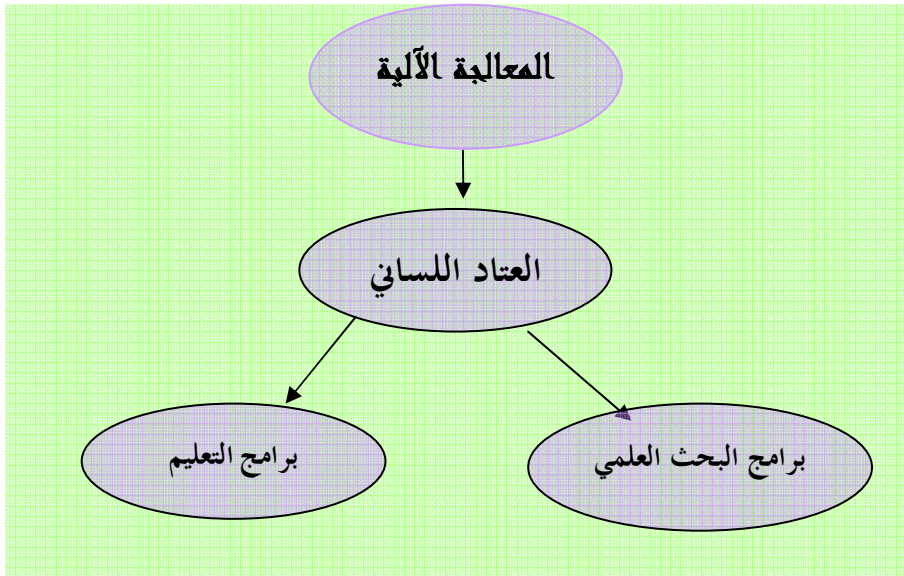 المعالجة الآلية
العتاد اللساني
برامج البحث العلمي
برامج التعليم